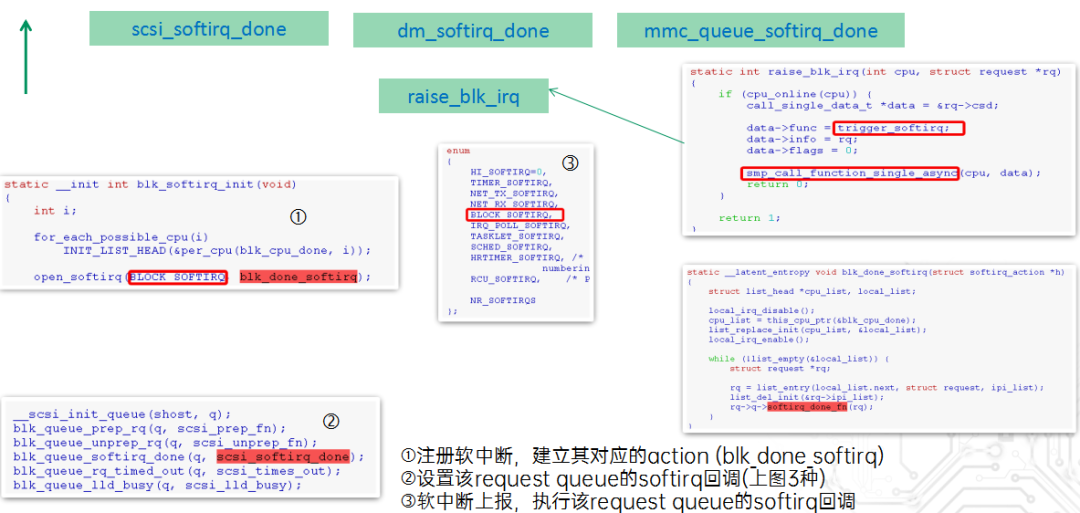 scsi_softirq_done
dm_softirq_done
mmc_queue_softirq_done
raise_blk_irq
static int raise_blk_irq(int cpu, struct request *rq)
{
if (cpu_online(cpu)) {
call_single_data_t *data = &rq->csd;
data->func = trigger_softirq;
data->info = rq;
data->flags = 0;
smp_call_function_single_async(cpu, data);
return 0;
}
return 1;
}
static __init int blk_softirq_init(void)
{
int i;
①
for_each_possible_cpu(i)
INIT_LIST_HEAD(&per_cpu(blk_cpu_done, i));
open_softirq(BLOCK_SOFTIRQ, blk_done_softirq);
enum
{
③
HI_SOFTIRQ=0,
TIMER_SOFTIRQ,
NET_TX_SOFTIRQ,
NET_RX_SOFTIRQ,
BLOCK_SOFTIRQ,
IRQ_POLL_SOFTIRQ,
TASKLET_SOFTIRQ,
SCHED_SOFTIRQ,
HRTIMER_SOFTIRQ, /*
numberin
RCU_SOFTIRQ, /* P
NR_SOFTIRQS
};
static __latent_entropy void blk_done_softirq(struct softirq_action *h)
{
struct list_head *cpu_list, local_list;
local_irq_disable();
cpu_list = this_cpu_ptr(&blk_cpu_done);
list_replace_init(cpu_list, &local_list);
local_irq_enable();
while (!list_empty(&local_list)) {
struct request *rq;
rq = list_entry(local_list.next, struct request, ipi_list);
list_del_init(&rq->ipi_list);
rq->q->softirq_done_fn(rq);
}
}
__scsi_init_queue(shost, q);
②
blk_queue_prep_rq(q, scsi_prep_fn);
blk_queue_unprep_rq(q, scsi_unprep_fn);
blk_queue_softirq_done(q, scsi_softirq_done);
blk_queue_rq_timed_out(q, scsi_times_out);
blk_queue_lld_busy(q, scsi_lld_busy);
①注册软中断，建立其对应的action (blk_done_softirq)
②设置该request queue的softirq回调(上图3种)
③软中断上报，执行该request queue的softirq回调